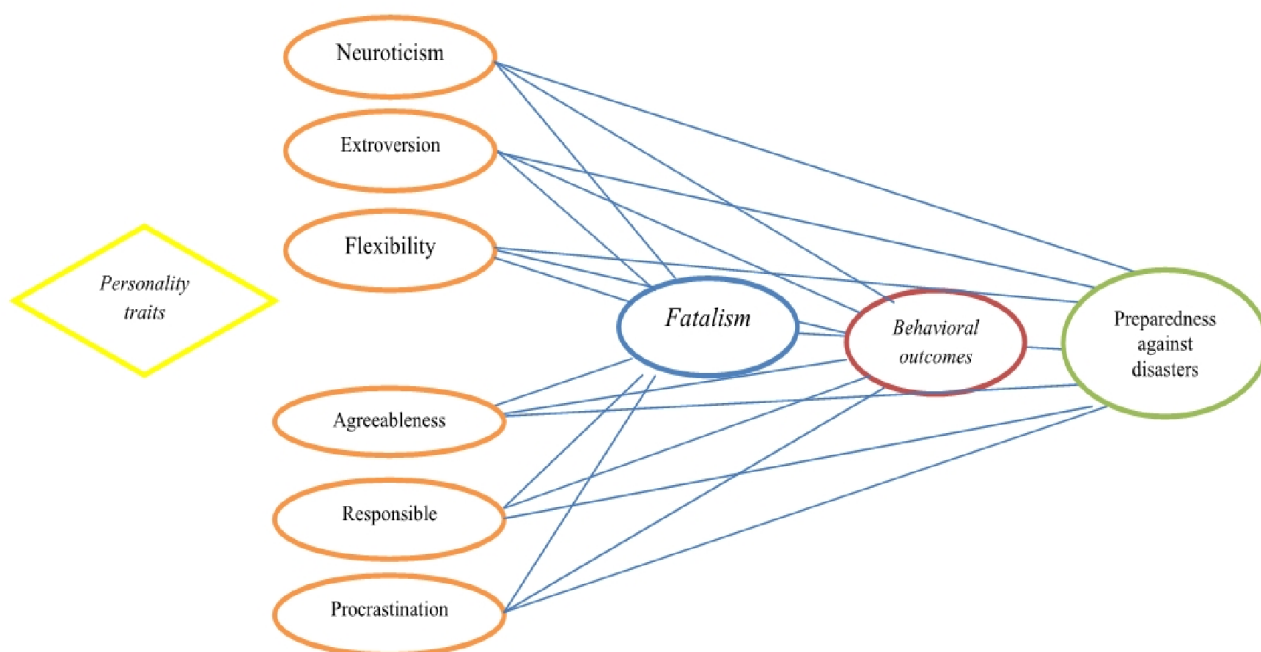 Neuroticism
Extroversion
Flexibility
Personality
traits
Fatalism
Behavioral
outcomes
Preparedness
against
disasters
Agreeableness
Responsible
Procrastination